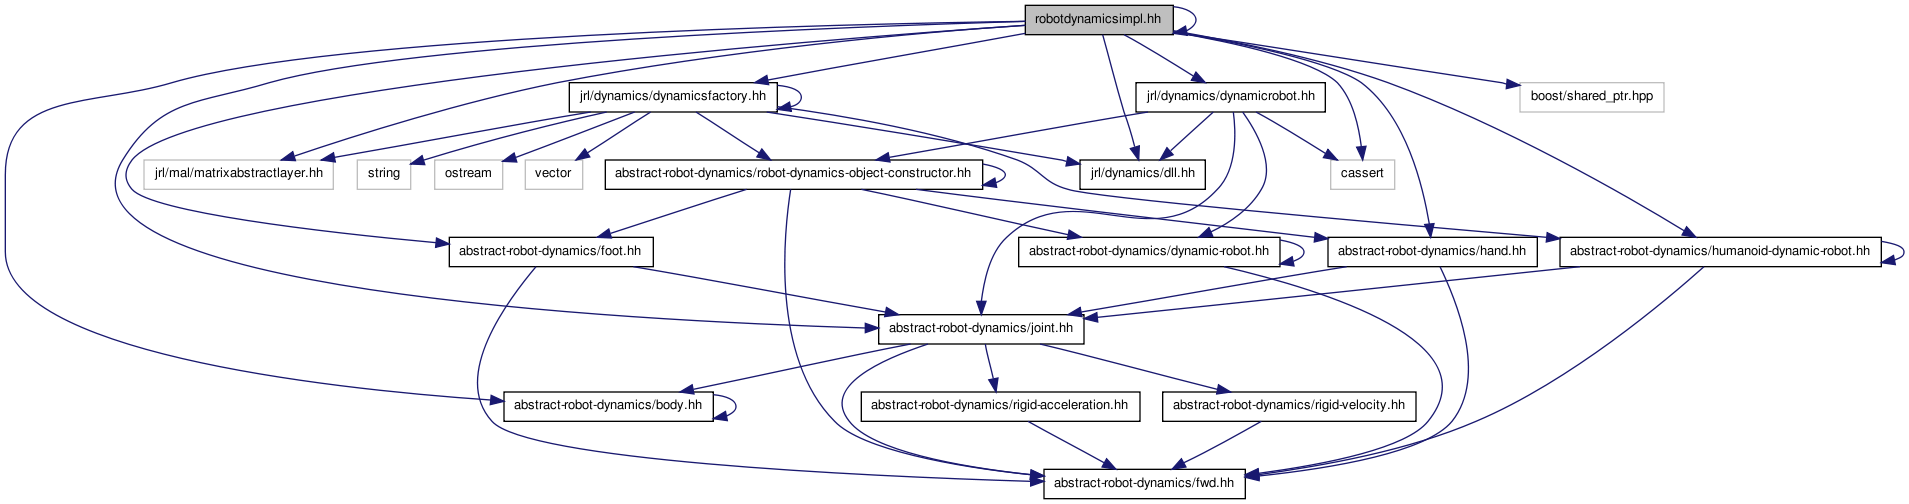 robotdynamicsimpl.hh
jrl/dynamics/dynamicsfactory.hh
jrl/dynamics/dynamicrobot.hh
boost/shared_ptr.hpp
jrl/mal/matrixabstractlayer.hh
string
ostream
vector
abstract-robot-dynamics/robot-dynamics-object-constructor.hh
jrl/dynamics/dll.hh
cassert
abstract-robot-dynamics/foot.hh
abstract-robot-dynamics/dynamic-robot.hh
abstract-robot-dynamics/hand.hh
abstract-robot-dynamics/humanoid-dynamic-robot.hh
abstract-robot-dynamics/joint.hh
abstract-robot-dynamics/body.hh
abstract-robot-dynamics/rigid-acceleration.hh
abstract-robot-dynamics/rigid-velocity.hh
abstract-robot-dynamics/fwd.hh